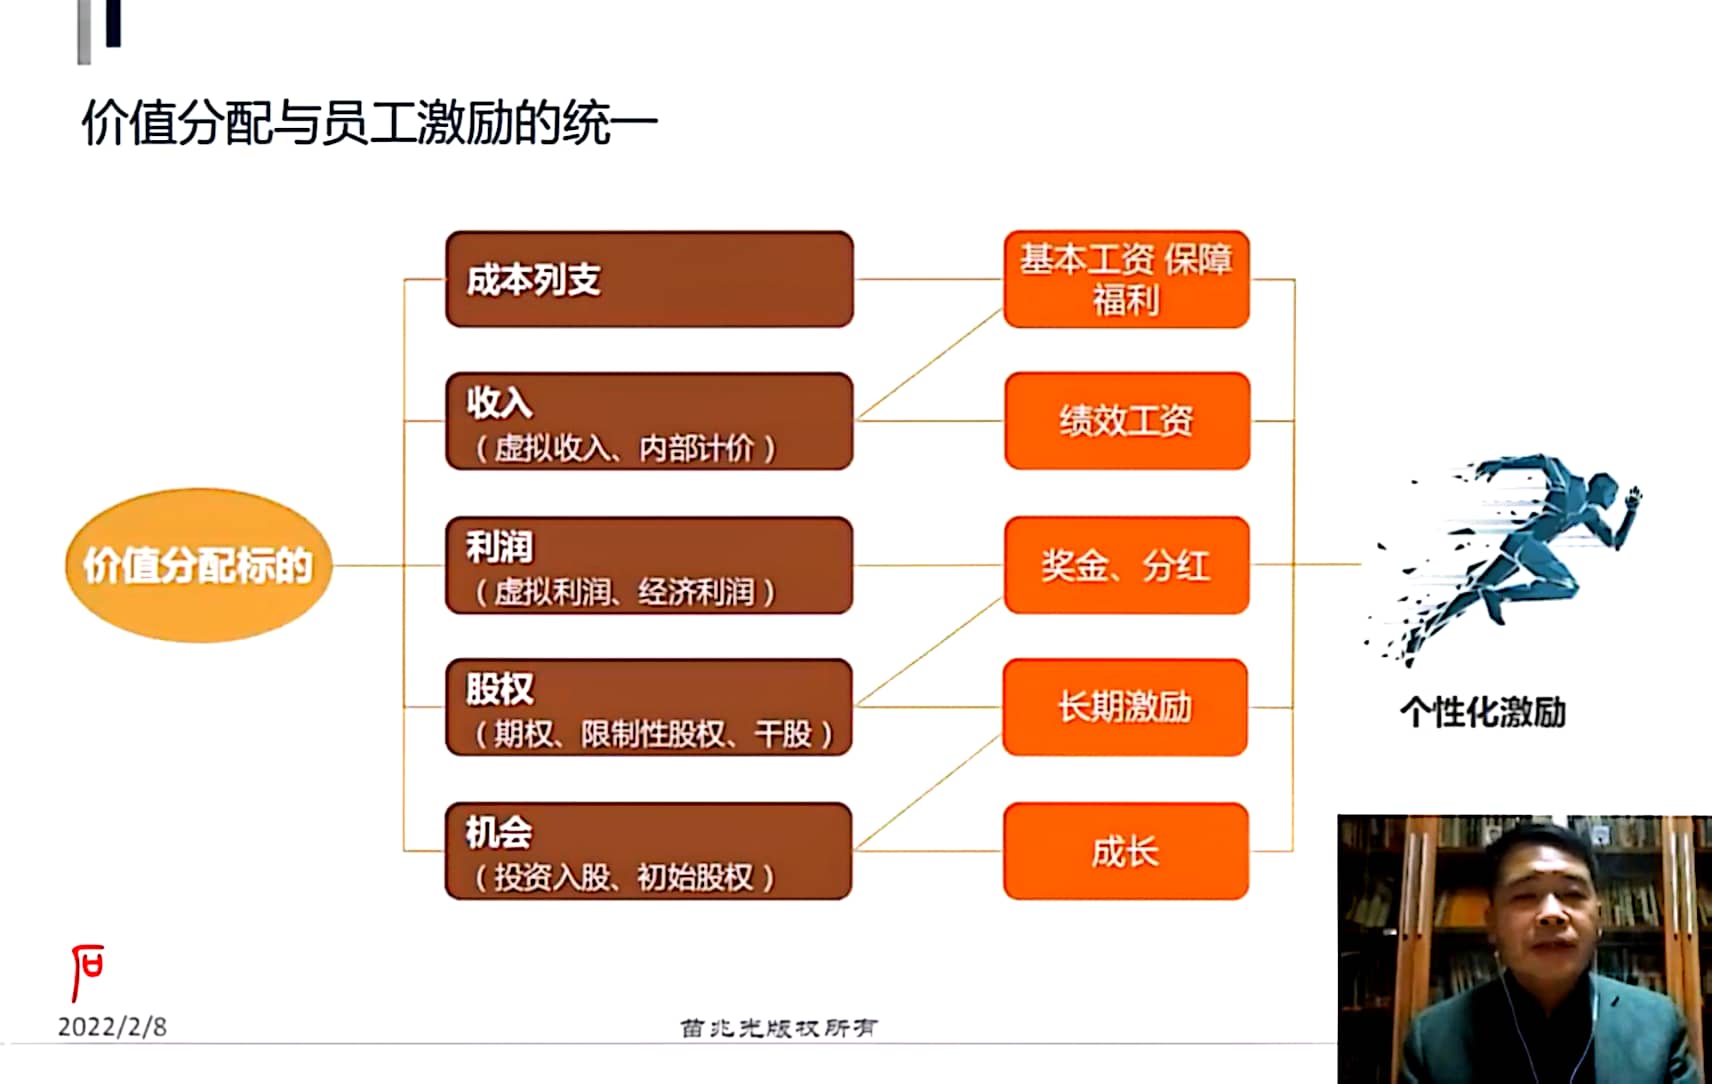 价值分配与员工激励的统一
价值分配标的
成本列支
收入
（虚拟收入、内部计价）
利润
（虚拟利润、经济利润）
股权
（期权、限制性股权、干股）
机会
（投资入股、初始股权）
基本工资 保障
福利
绩效工资
奖金、分红
长期激励
成长
个性化激励
2022/2/8
苗兆光版权所有